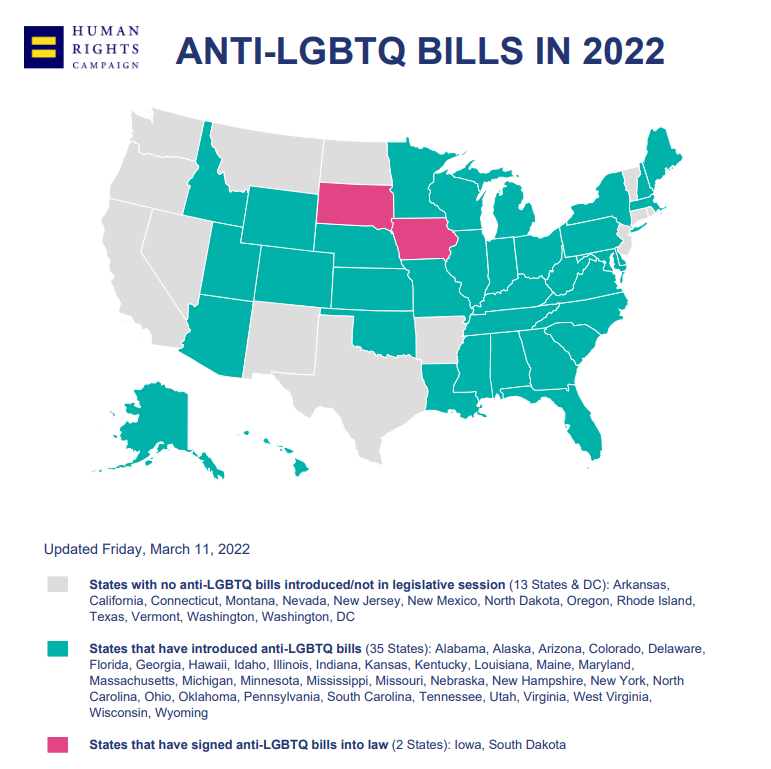 HUMAN
RIGHTS
CAMPAIGN
ANTI-LGBTQ BILLS IN 2022
Updated Friday, March 11, 2022
States with no anti-LGBTQ bills introduced/not in legislative session (13 States & DC): Arkansas,
California, Connecticut, Montana, Nevada, New Jersey, New Mexico, North Dakota, Oregon, Rhode Island,
Texas, Vermont, Washington, Washington, DC
States that have introduced anti-LGBTQ bills (35 States): Alabama, Alaska, Arizona, Colorado, Delaware,
Florida, Georgia, Hawaii, Idaho, Illinois, Indiana, Kansas, Kentucky, Louisiana, Maine, Maryland,
Massachusetts, Michigan, Minnesota, Mississippi, Missouri, Nebraska, New Hampshire, New York, North
Carolina, Ohio, Oklahoma, Pennsylvania, South Carolina, Tennessee, Utah, Virginia, West Virginia,
Wisconsin, Wyoming
States that have signed anti-LGBTQ bills into law (2 States): Iowa, South Dakota